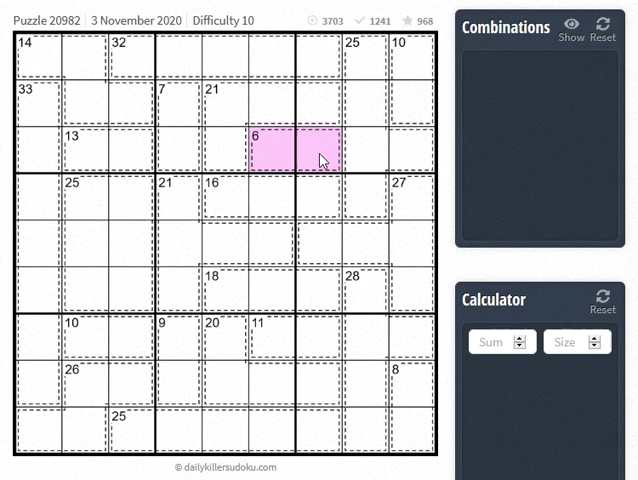 Puzzle 20982 3 November 2020 Difficulty 10 3703 1241 968
Combinations Show Reset
14 32 25 10
33 7 21
13 6
25 21 16 27
18 28
10 9 20 11
26 8
25
Calculator Reset
Sum Size
© dailykillersudoku.com